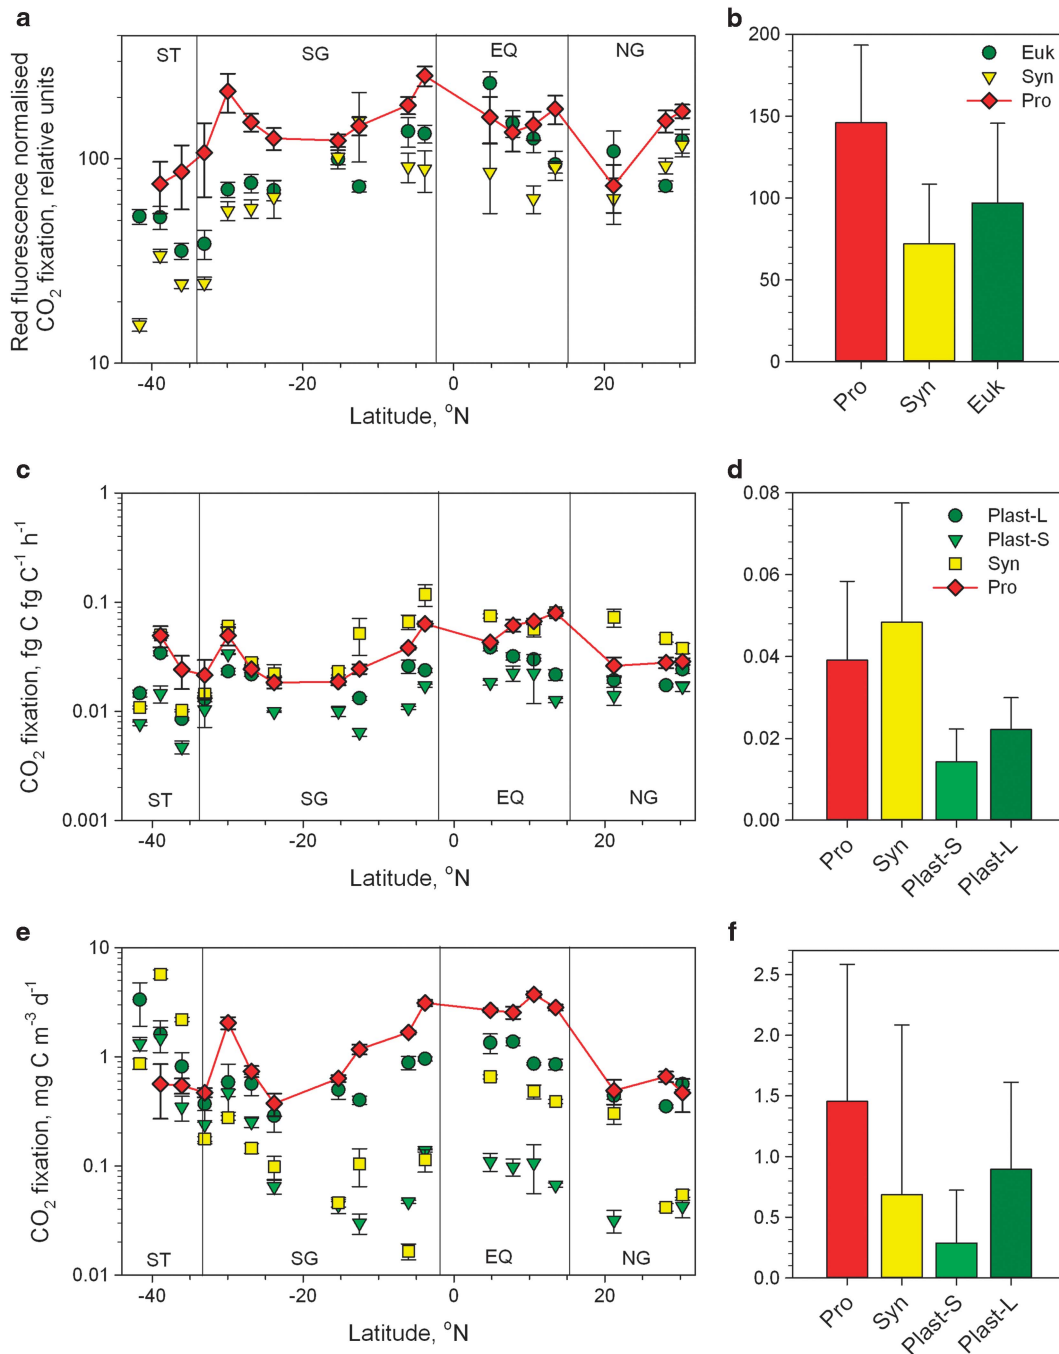 a
Red fluorescence normalised
CO2 fixation, relative units
ST
SG
EQ
NG
100
10
-40
-20
0
20
Latitude, °N
b
200
150
100
50
0
Euk
Syn
Pro
Pro
Syn
Euk
c
CO2 fixation, fg C fg C-1 h-1
1
0.1
0.01
0.001
ST
SG
EQ
NG
-40
-20
0
20
Latitude, °N
d
0.08
0.06
0.04
0.02
0.00
Plast-L
Plast-S
Syn
Pro
Pro
Syn
Plast-S
Plast-L
e
CO2 fixation, mg C m-3 d-1
10
1
0.1
0.01
ST
SG
EQ
NG
-40
-20
0
20
Latitude, °N
f
2.5
2.0
1.5
1.0
0.5
0.0
Pro
Syn
Plast-S
Plast-L